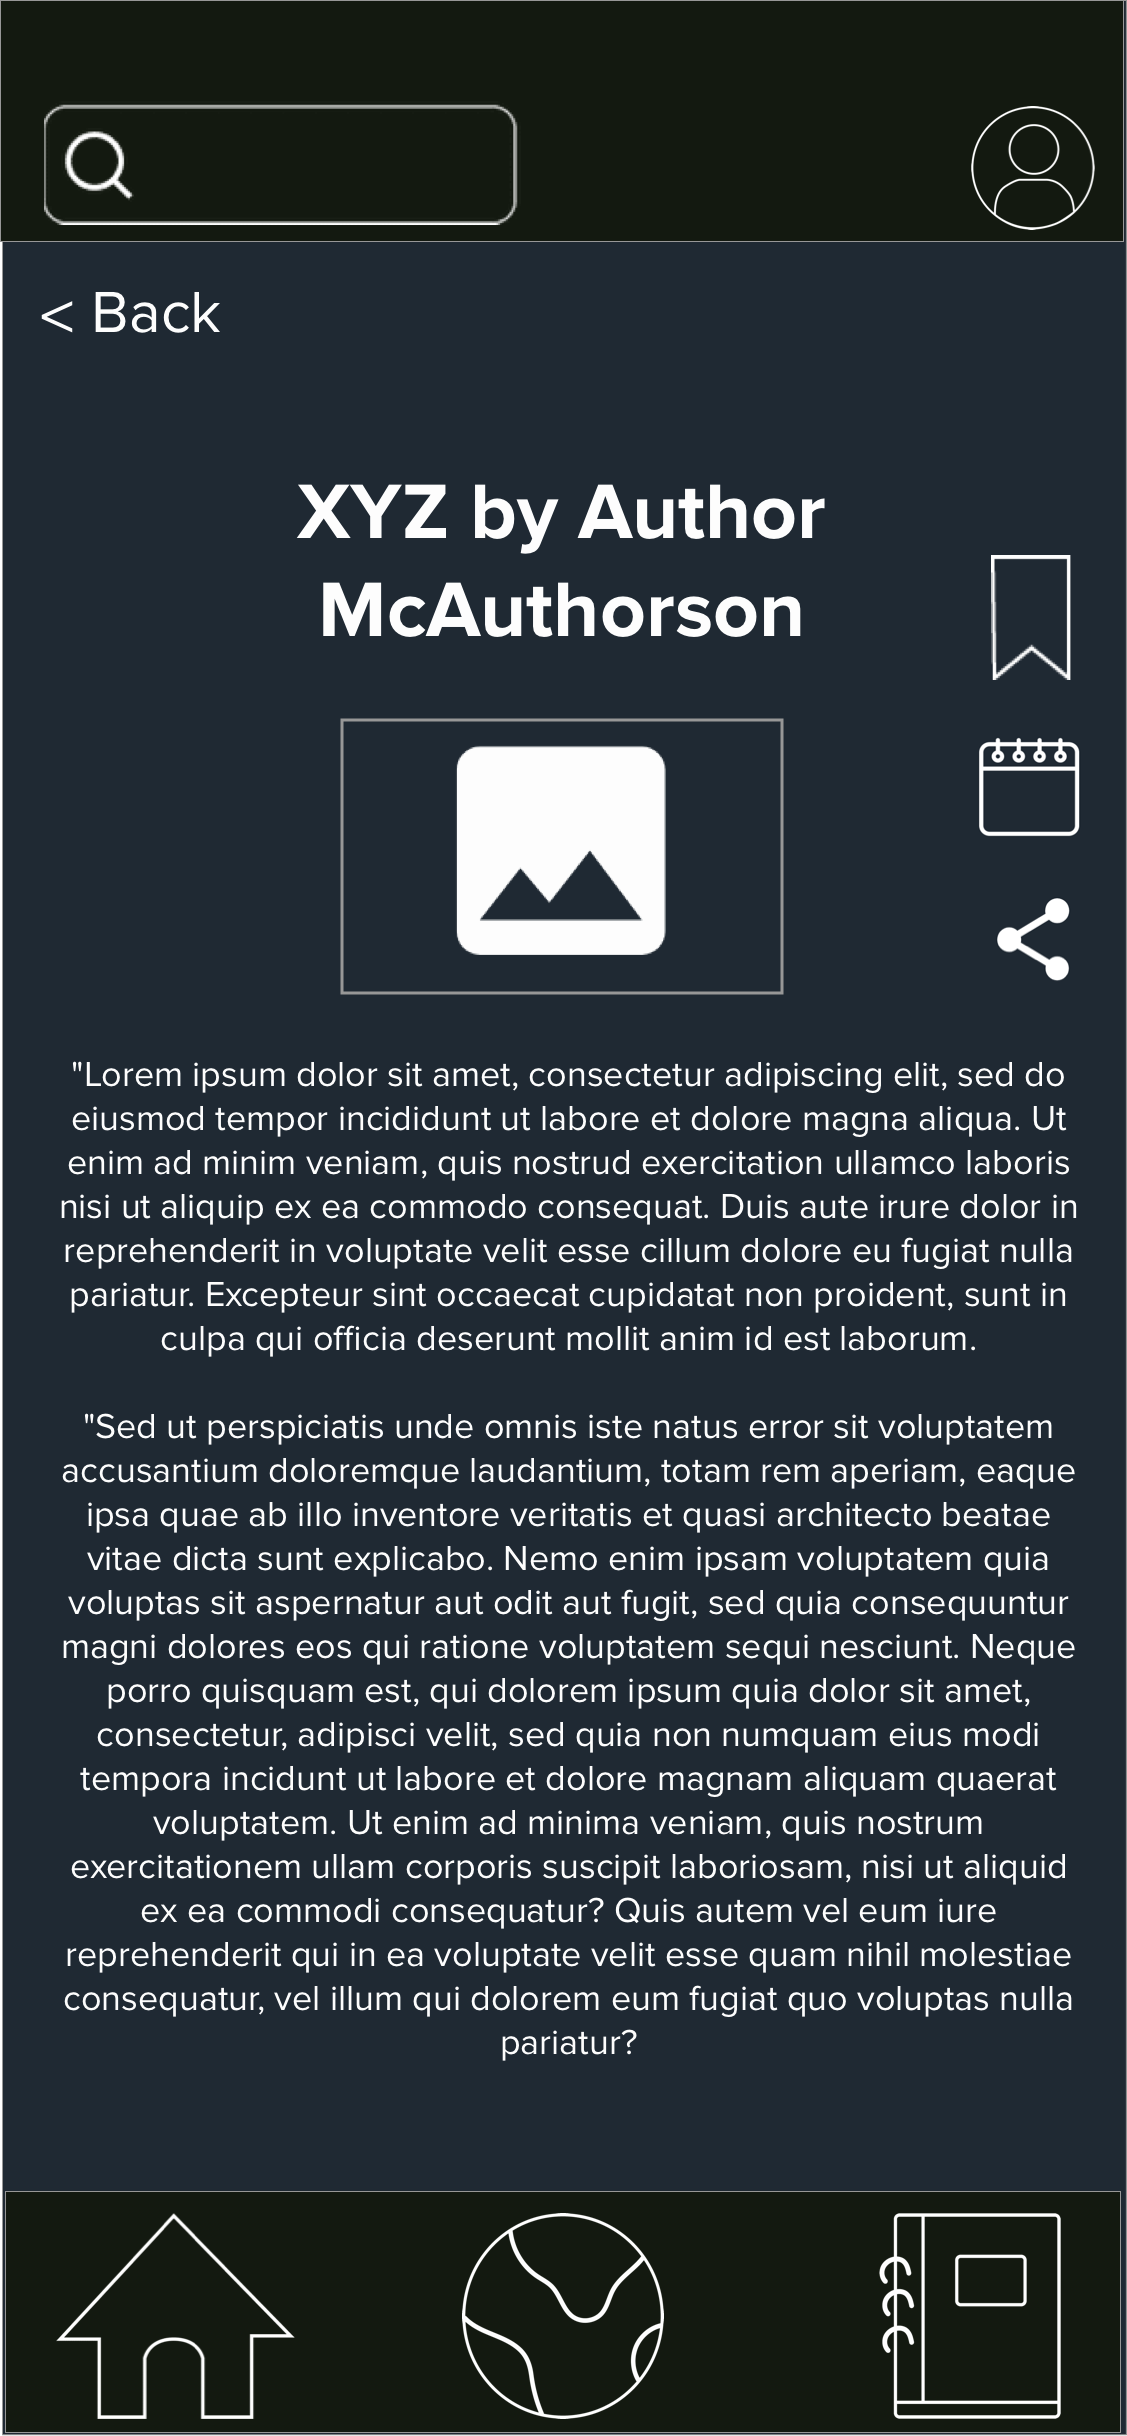 < Back
XYZ by Author
McAuthorson
"Lorem ipsum dolor sit amet, consectetur adipiscing elit, sed do
eiusmod tempor incididunt ut labore et dolore magna aliqua. Ut
enim ad minim veniam, quis nostrud exercitation ullamco laboris
nisi ut aliquip ex ea commodo consequat. Duis aute irure dolor in
reprehenderit in voluptate velit esse cillum dolore eu fugiat nulla
pariatur. Excepteur sint occaecat cupidatat non proident, sunt in
culpa qui officia deserunt mollit anim id est laborum.
"Sed ut perspiciatis unde omnis iste natus error sit voluptatem
accusantium doloremque laudantium, totam rem aperiam, eaque
ipsa quae ab illo inventore veritatis et quasi architecto beatae
vitae dicta sunt explicabo. Nemo enim ipsam voluptatem quia
voluptas sit aspernatur aut odit aut fugit, sed quia consequuntur
magni dolores eos qui ratione voluptatem sequi nesciunt. Neque
porro quisquam est, qui dolorem ipsum quia dolor sit amet,
consectetur, adipisci velit, sed quia non numquam eius modi
tempora incidunt ut labore et dolore magnam aliquam quaerat
voluptatem. Ut enim ad minima veniam, quis nostrum
exercitationem ullam corporis suscipit laboriosam, nisi ut aliquid
ex ea commodi consequatur? Quis autem vel eum iure
reprehenderit qui in ea voluptate velit esse quam nihil molestiae
consequatur, vel illum qui dolorem eum fugiat quo voluptas nulla
pariatur?